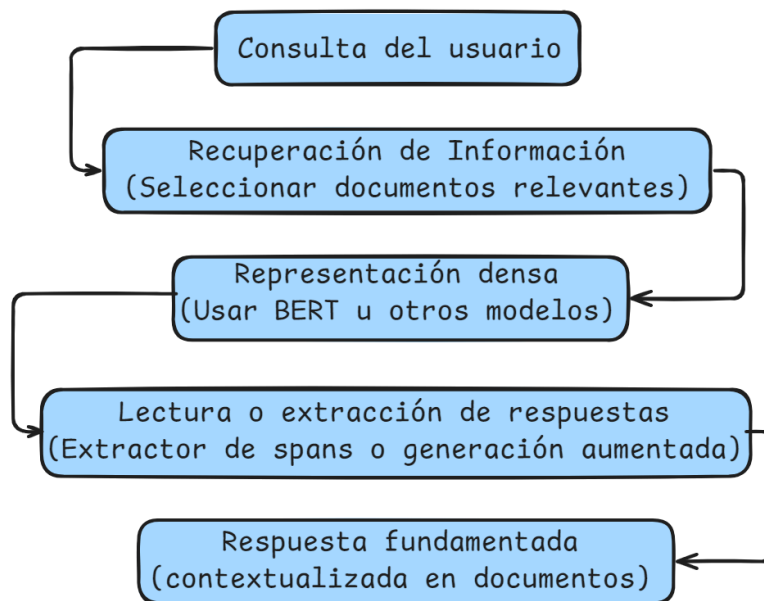 Consulta del usuario
Recuperación de Información
(Seleccionar documentos relevantes)
Representación densa
(Usar BERT u otros modelos)
Lectura o extracción de respuestas
(Extractor de spans o generación aumentada)
Respuesta fundamentada
(contextualizada en documentos)